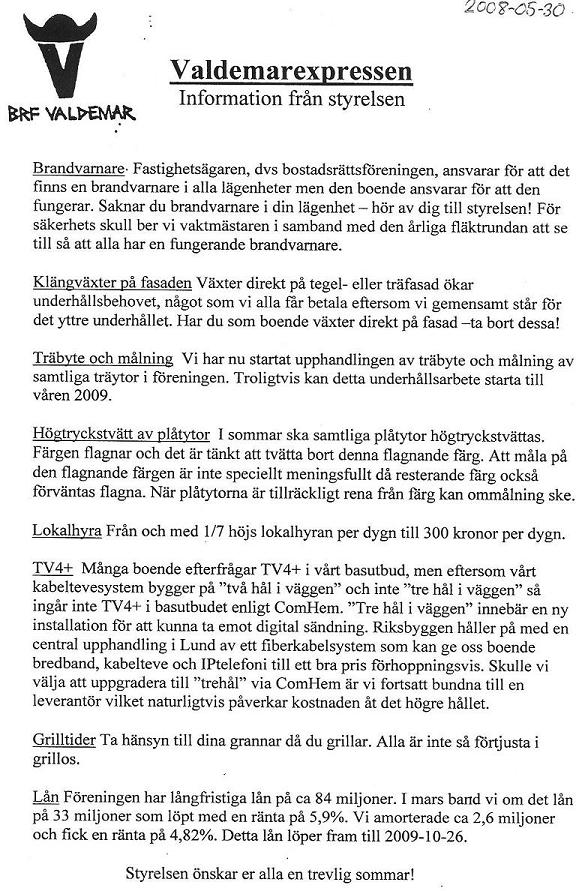 2008-05-30
V
BRF VALDEMAR
Valdemarexpressen
Information från styrelsen
Brandvarnare· Fastighetsägaren, dvs bostadsrättsföreningen, ansvarar för att det
finns en brandvarnare i alla lägenheter men den boende ansvarar för att den
fungerar. Saknar du brandvarnare i din lägenhet – hör av dig till styrelsen! För
säkerhets skull ber vi vaktmästaren i samband med den årliga fläktrundan att se
till så att alla har en fungerande brandvarnare.
Klängväxter på fasaden Växter direkt på tegel- eller träfasad ökar
underhållsbehovet, något som vi alla får betala eftersom vi gemensamt står för
det yttre underhållet. Har du som boende växter direkt på fasad –ta bort dessa!
Träbyte och målning Vi har nu startat upphandlingen av träbyte och målning av
samtliga träytor i föreningen. Troligtvis kan detta underhållsarbete starta till
våren 2009.
Högtryckstvätt av plåtytor I sommar ska samtliga plåtytor högtryckstvättas.
Färgen flagnar och det är tänkt att tvätta bort denna flagnande färg. Att måla på
den flagnande färgen är inte speciellt meningsfullt då resterande färg också
förväntas flagna. När plåtytorna är tillräckligt rena från färg kan ommålning ske.
Lokalhyra Från och med 1/7 höjs lokalhyran per dygn till 300 kronor per dygn.
TV4+ Många boende efterfrågar TV4+ i vårt basutbud, men eftersom vårt
kabeltevesystem bygger på ”två hål i väggen” och inte ”tre hål i väggen” så
ingår inte TV4+ i basutbudet enligt ComHem. ”Tre hål i väggen” innebär en ny
installation för att kunna ta emot digital sändning. Riksbyggen håller på med en
central upphandling i Lund av ett fiberkabelsystem som kan ge oss boende
bredband, kabelteve och IPtelefoni till ett bra pris förhoppningsvis. Skulle vi
välja att uppgradera till ”trehål” via ComHem är vi fortsatt bundna till en
leverantör vilket naturligtvis påverkar kostnaden åt det högre hållet.
Grilltider Ta hänsyn till dina grannar då du grillar. Alla är inte så förtjusta i
grillos.
Lån Föreningen har långfristiga lån på ca 84 miljoner. I mars band vi om det lån
på 33 miljoner som löpt med en ränta på 5,9%. Vi amorterade ca 2,6 miljoner
och fick en ränta på 4,82%. Detta lån löper fram till 2009-10-26.
Styrelsen önskar er alla en trevlig sommar!